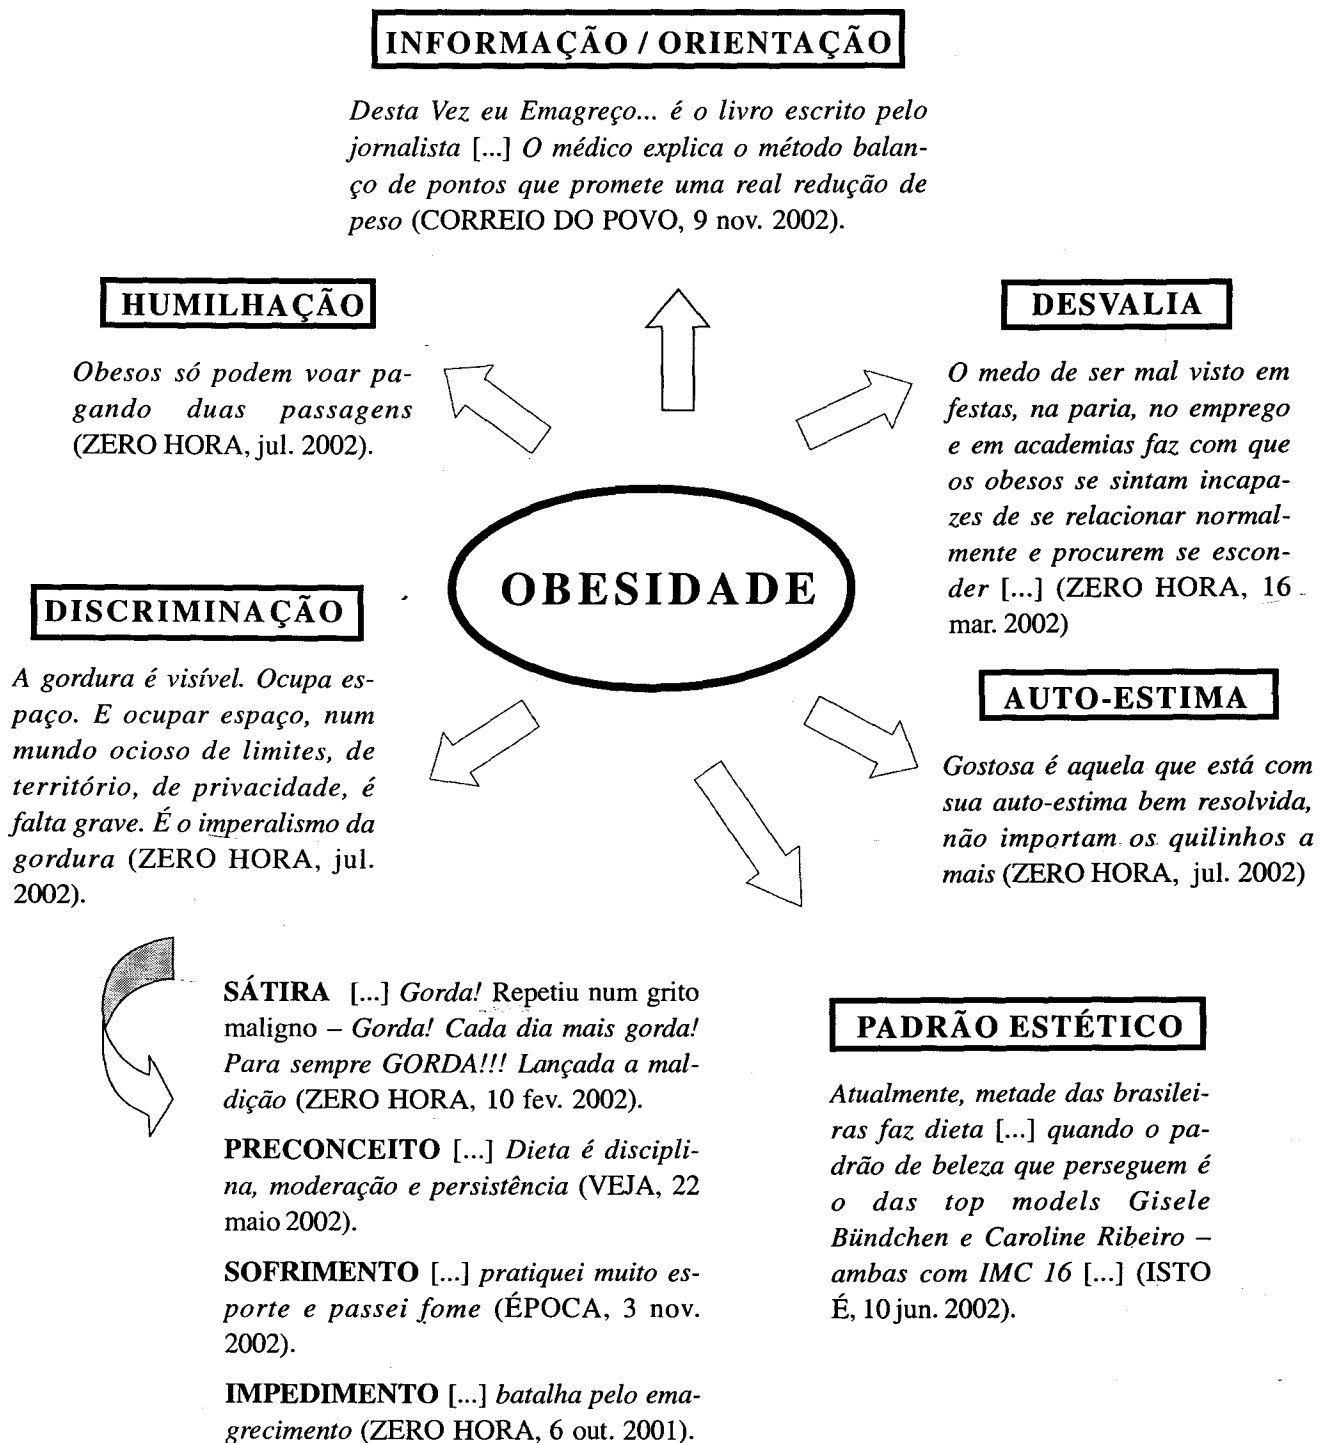 INFORMAÇÃO / ORIENTAÇÃO
Desta Vez eu Emagreço... é o livro escrito pelo
jornalista [...] O médico explica o método balan-
ço de pontos que promete uma real redução de
peso (CORREIO DO POVO, 9 nov. 2002).
HUMILHAÇÃO
Obesos só podem voar pa-
gando duas passagens
(ZERO HORA, jul. 2002).
DESVALIA
O medo de ser mal visto em
festas, na paria, no emprego
e em academias faz com que
os obesos se sintam incapa-
zes de se relacionar normal-
mente e procurem se escon-
der [...] (ZERO HORA, 16
mar. 2002)
OBESIDADE
DISCRIMINAÇÃO
A gordura é visível. Ocupa es-
paço. E ocupar espaço, num
mundo ocioso de limites, de
território, de privacidade, é
falta grave. É o imperalismo da
gordura (ZERO HORA, jul.
2002).
AUTO-ESTIMA
Gostosa é aquela que está com
sua auto-estima bem resolvida,
não importam os quilinhos a
mais (ZERO HORA, jul. 2002)
SÁTIRA [...] Gorda! Repetiu num grito
maligno – Gorda! Cada dia mais gorda!
Para sempre GORDA!!! Lançada a mal-
dição (ZERO HORA, 10 fev. 2002).
PRECONCEITO [...] Dieta é discipli-
na, moderação e persistência (VEJA, 22
maio 2002).
SOFRIMENTO [...] pratiquei muito es-
porte e passei fome (ÉPOCA, 3 nov.
2002).
IMPEDIMENTO [...] batalha pelo ema-
grecimento (ZERO HORA, 6 out. 2001).
PADRÃO ESTÉTICO
Atualmente, metade das brasilei-
ras faz dieta [...] quando o pa-
drão de beleza que perseguem é
o das top models Gisele
Bündchen e Caroline Ribeiro –
ambas com IMC 16 [...] (ISTO
É, 10 jun. 2002).